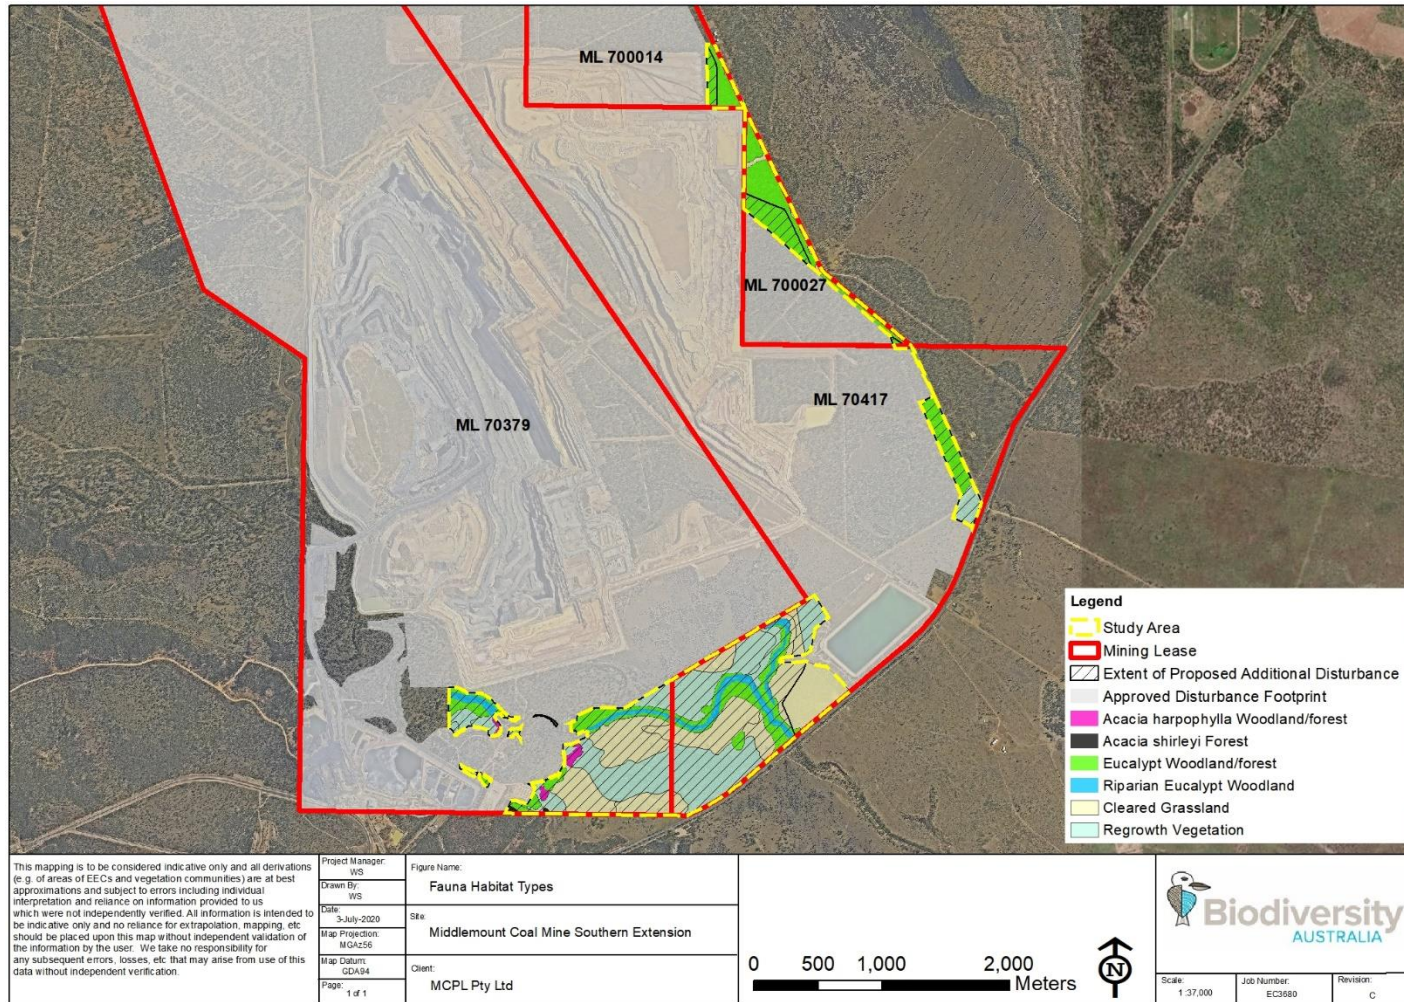 ML 700014
ML 700027
ML 70417
ML 70379
Legend
Study Area
Mining Lease
Extent of Proposed Additional Disturbance
Approved Disturbance Footprint
Acacia harpophylla Woodland/forest
Acacia shirleyi Forest
Eucalypt Woodland/forest
Riparian Eucalypt Woodland
Cleared Grassland
Regrowth Vegetation
This mapping is to be considered indicative only and all derivations
(e.g. of areas of EECs and vegetation communities) are at best
approximations and subject to errors including individual
interpretation and reliance on information provided to us
which were not independently verified. All information is intended to
be indicative only and no reliance for extrapolation, mapping, etc
should be placed upon this map without independent validation of
the information by the user. We take no responsibility for
any subsequent errors, losses, etc that may arise from use of this
data without independent verification.
Project Manager:
WS
Drawn By:
WS
Date:
3-July-2020
Map Projection:
MGAz56
Map Datum:
GDA94
Page:
1 of 1
Figure Name:
Fauna Habitat Types
Site:
Middlemount Coal Mine Southern Extension
Client:
MCPL Pty Ltd
0 500 1,000 2,000
Meters
N
Biodiversity
AUSTRALIA
Scale:
1 :37,000
Job Number:
EC3680
Revision:
C